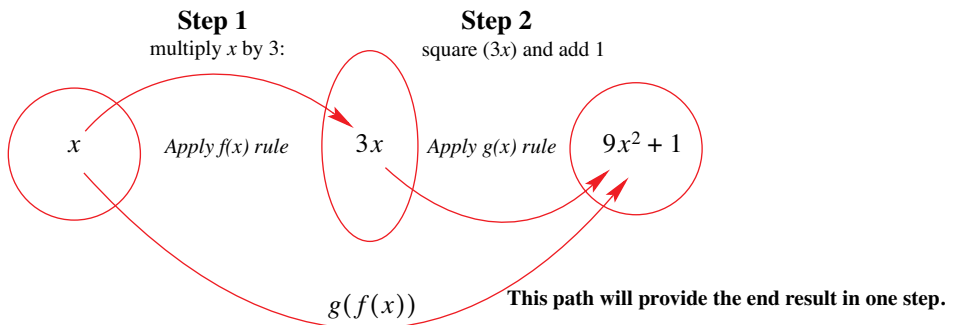 Step 1
multiply x by 3:
Step 2
square (3x) and add 1
x
Apply f(x) rule
3x
Apply g(x) rule
9x² + 1
g(f(x))
This path will provide the end result in one step.